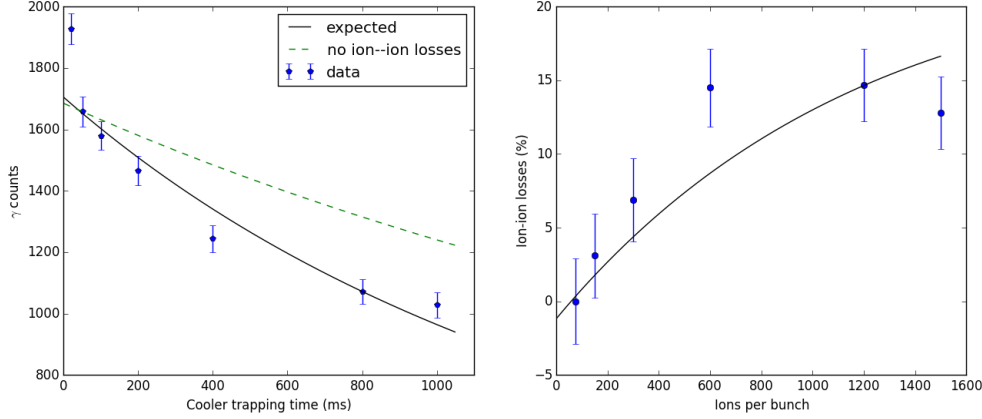 2000
1800
1600
1400
1200
1000
800
γ counts
0 200 400 600 800 1000
Cooler trapping time (ms)
expected
no ion--ion losses
data
20
15
10
5
0
−5
Ion-ion losses (%)
0 200 400 600 800 1000 1200 1400 1600
Ions per bunch